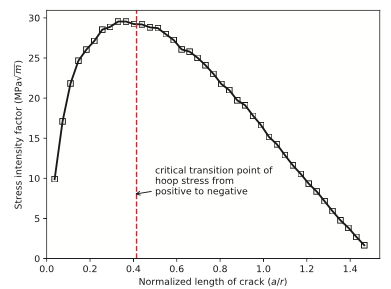 Stress intensity factor (MPa√m)
30
25
20
15
10
5
0
critical transition point of
hoop stress from
positive to negative
0.0 0.2 0.4 0.6 0.8 1.0 1.2 1.4
Normalized length of crack (a/r)